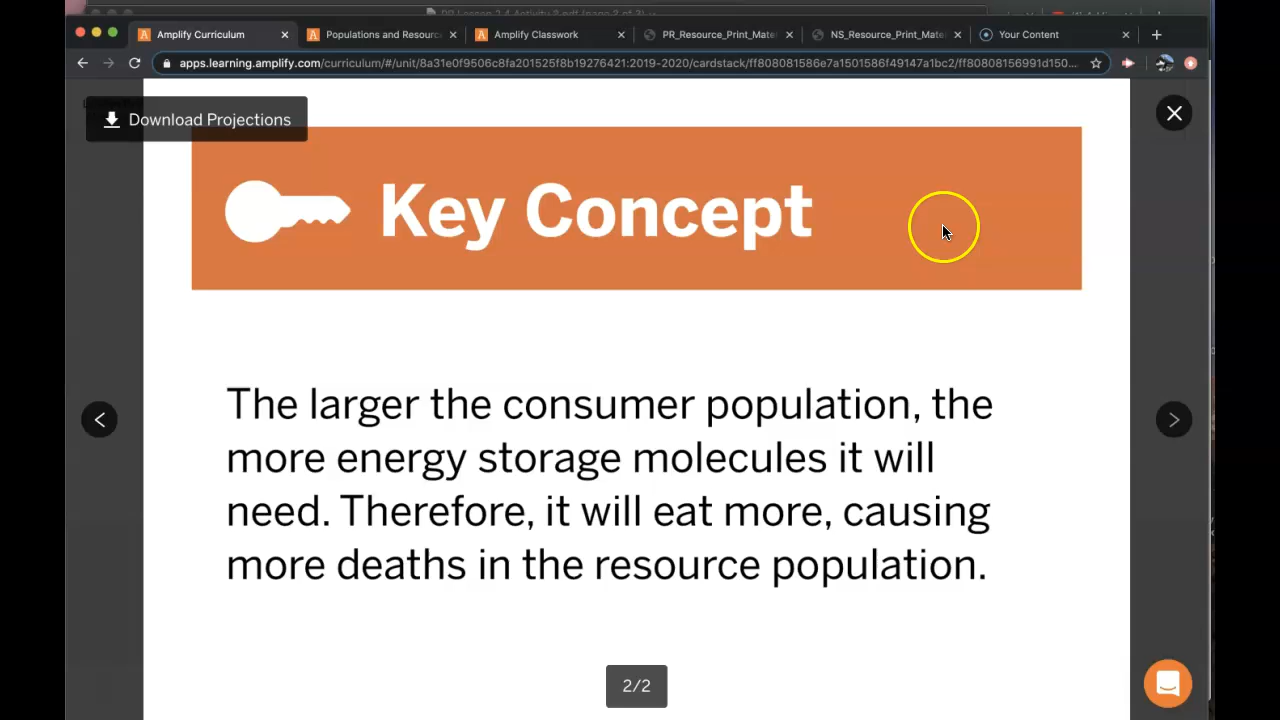 Amplify Curriculum
Populations and Resourc
Amplify Classwork
PR_Resource_Print_Mate
NS_Resource_Print_Mate
Your Content
apps.learning.amplify.com/curriculum/#/unit/8a31e0f9506c8fa201525f8b19276421:2019-2020/cardstack/ff808081586e7a1501586f49147a1bc2/ff80808156991d150...
Download Projections
Key Concept
The larger the consumer population, the
more energy storage molecules it will
need. Therefore, it will eat more, causing
more deaths in the resource population.
2/2